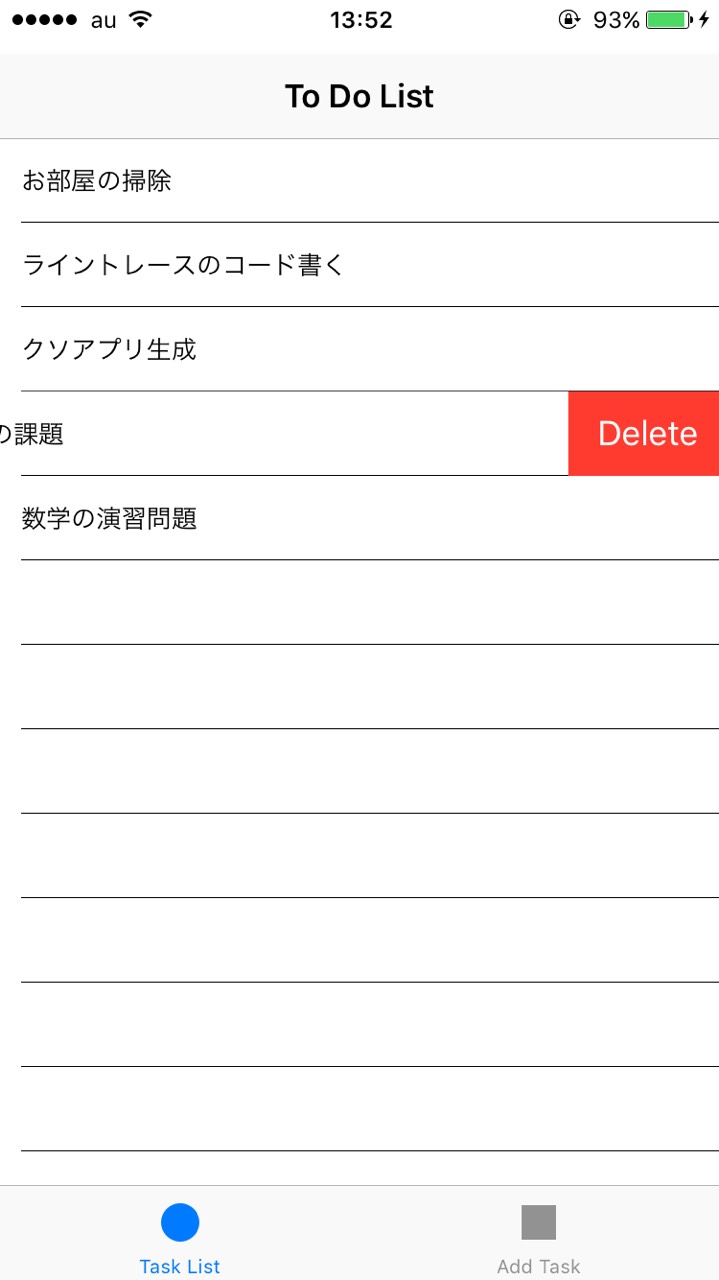 au 13:52 93%
To Do List
お部屋の掃除
ライントレースのコード書く
クソアプリ生成
の課題 Delete
数学の演習問題
Task List Add Task